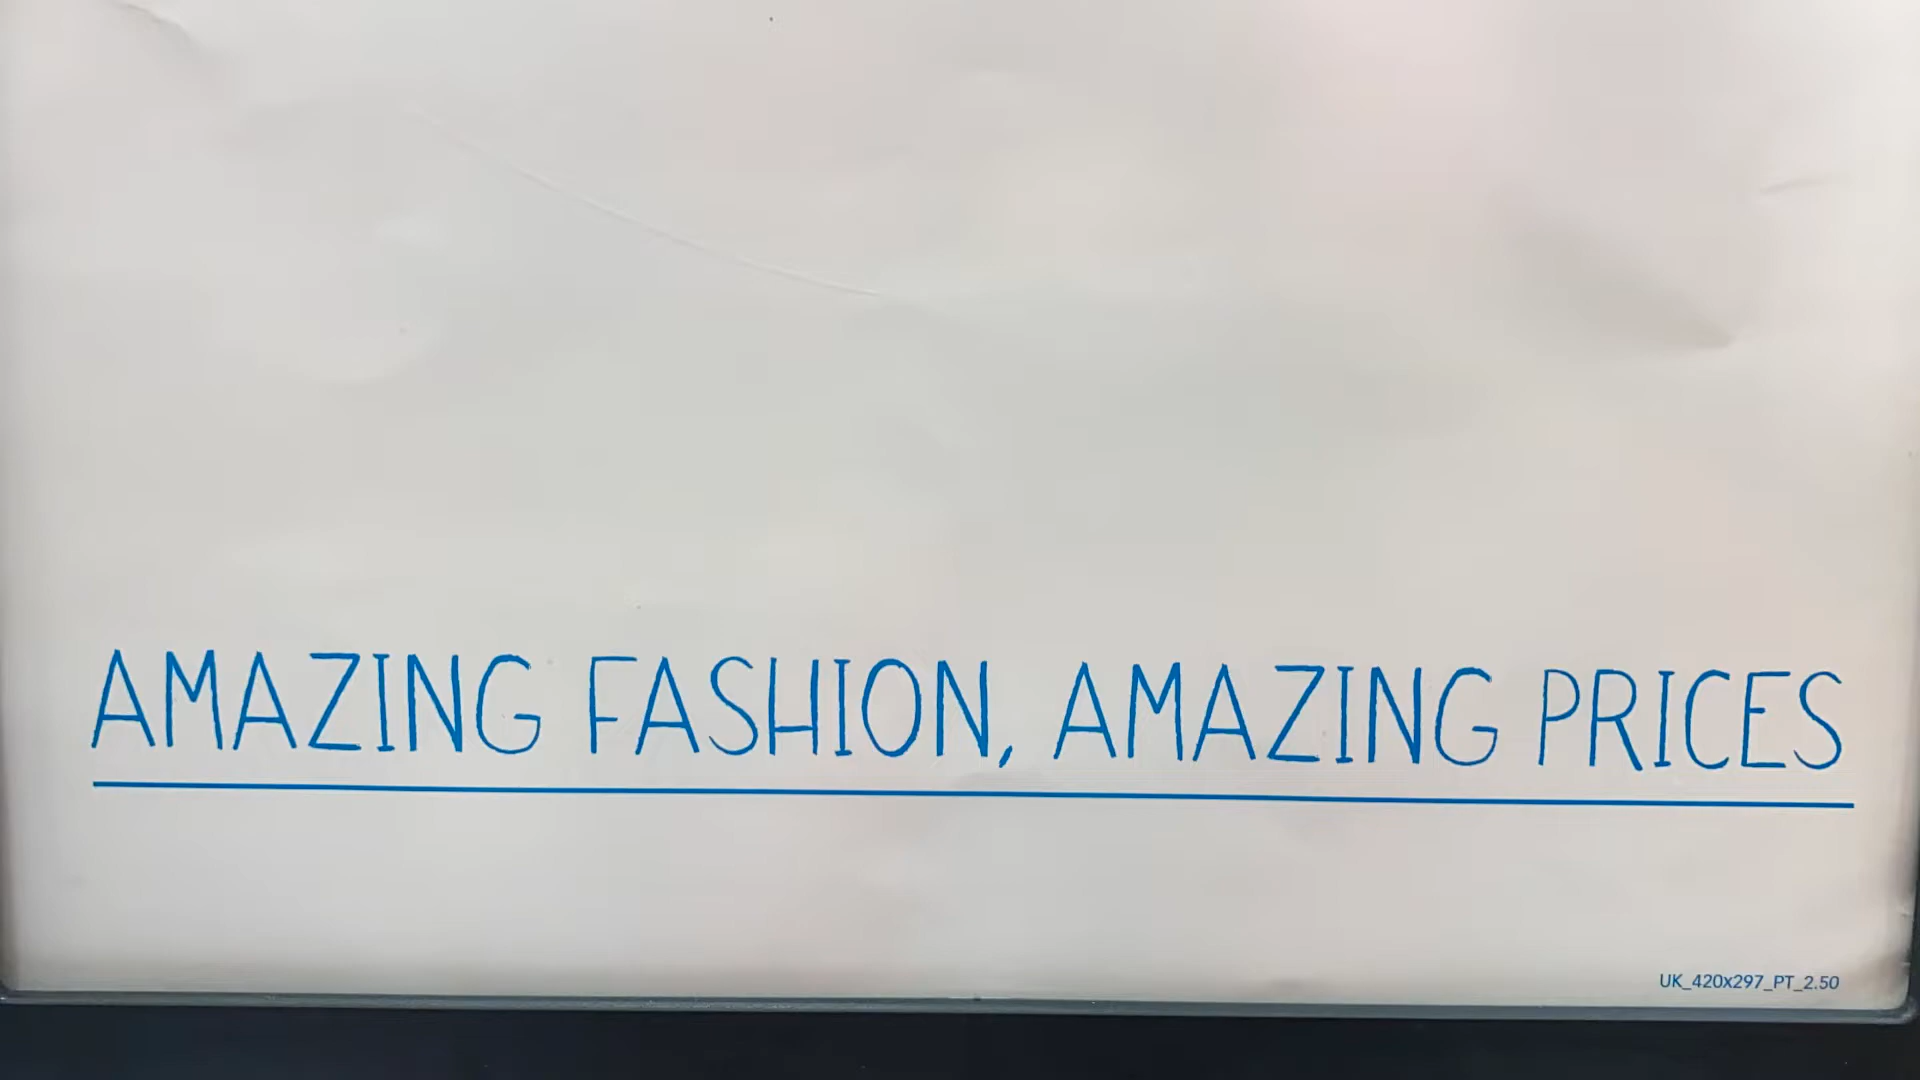 AMAZING FASHION, AMAZING PRICES
UK_420x297_PT_2.50